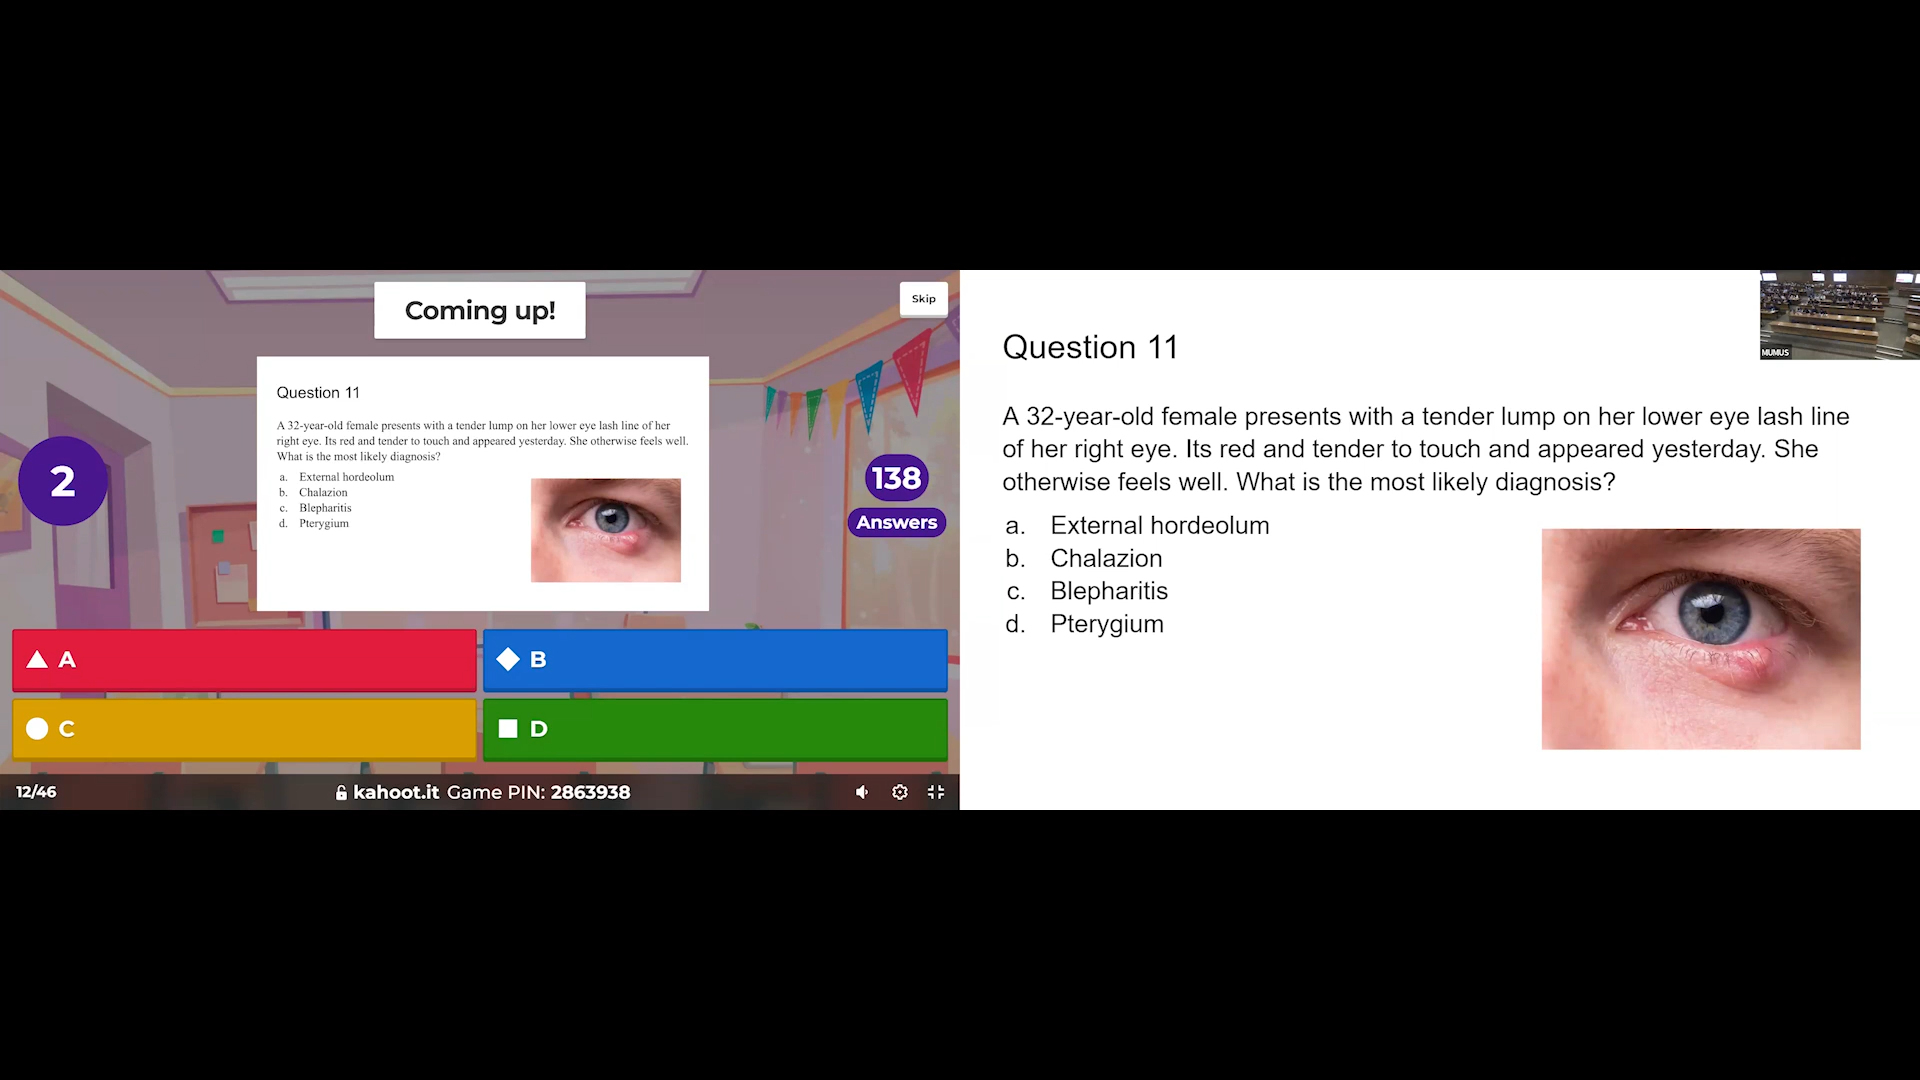 Coming up!
Skip
Question 11
A 32-year-old female presents with a tender lump on her lower eye lash line of her
right eye. Its red and tender to touch and appeared yesterday. She otherwise feels well.
What is the most likely diagnosis?
a. External hordeolum
b. Chalazion
c. Blepharitis
d. Pterygium
2
138
Answers
A
B
C
D
12/46
kahoot.it Game PIN: 2863938
MUMUS
Question 11
A 32-year-old female presents with a tender lump on her lower eye lash line
of her right eye. Its red and tender to touch and appeared yesterday. She
otherwise feels well. What is the most likely diagnosis?
a. External hordeolum
b. Chalazion
c. Blepharitis
d. Pterygium